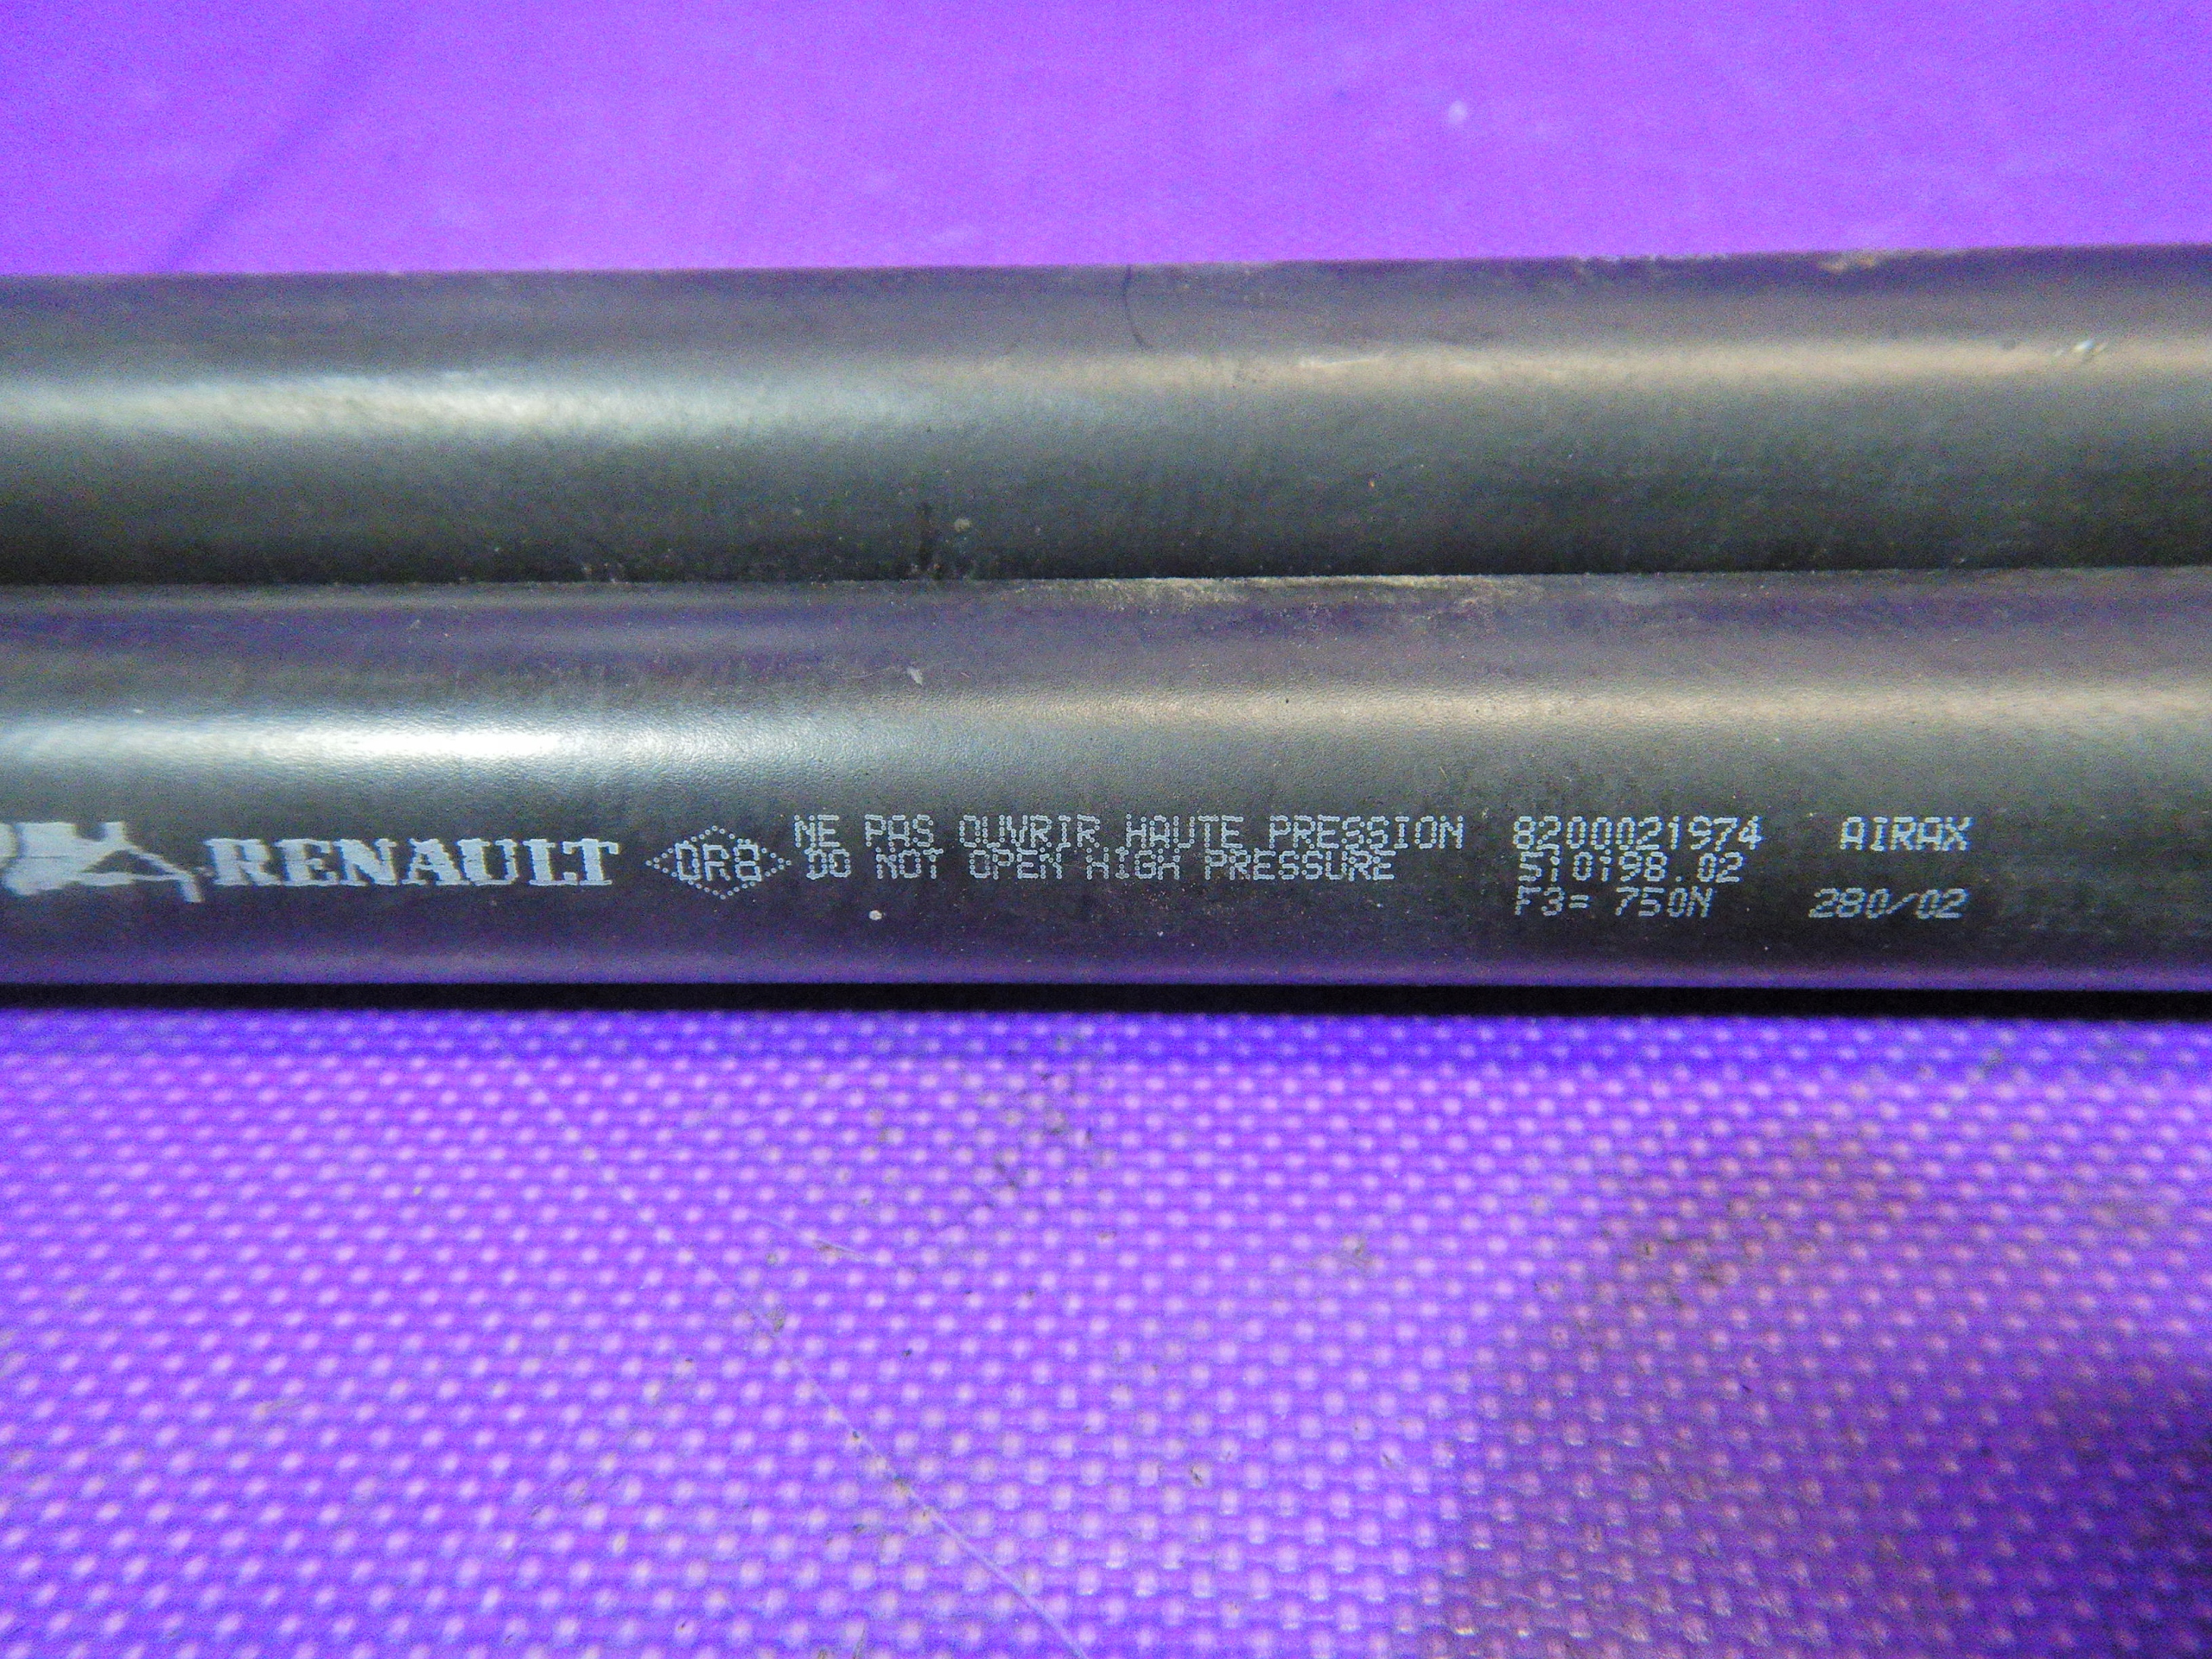 RENAULT
NE PAS OUVRIR HAUTE PRESSION 8200021974 AIRAX
DO NOT OPEN HIGH PRESSURE 510198.02
F3= 750N 280/02